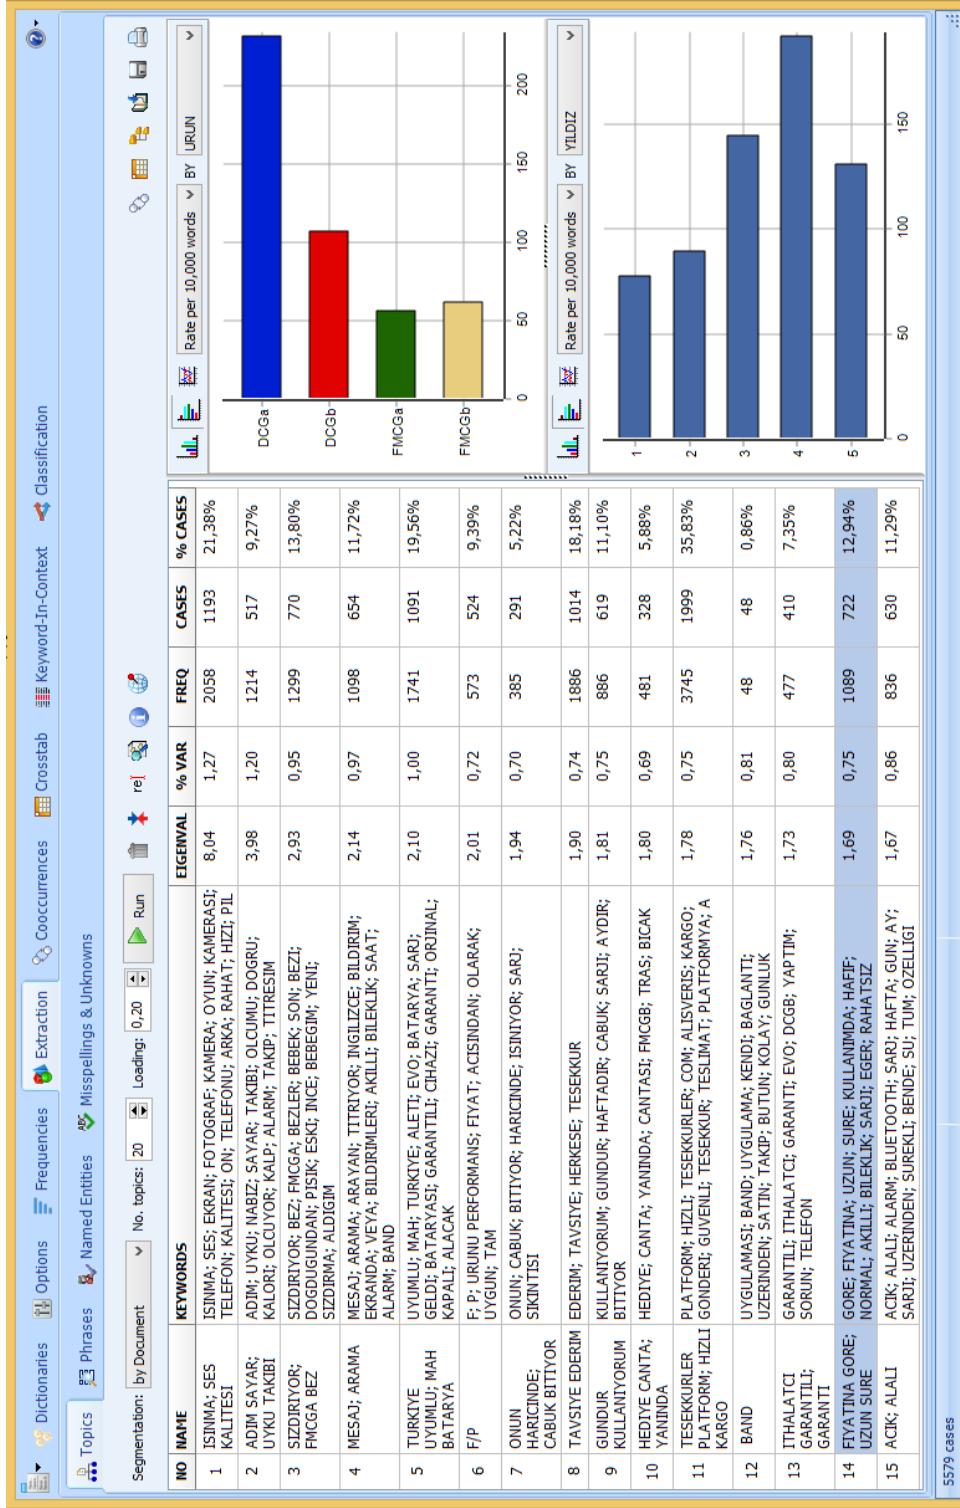 Dictionaries Options Frequencies Extraction Cooccurrences Crosstab Keyword-In-Context Classification
Topics Phrases Named Entities Misspellings & Unknowns
Segmentation: by Document No. topics: 20 Loading: 0,20 Run
NO NAME KEYWORDS EIGENVAL % VAR FREQ CASES % CASES
1 ISINMA; SES KALITESI ISINMA; SES; EKRAN; FOTOGRAF; KAMERA; OYUN; KAMERASI; 8,04 1,27 2058 1193 21,38%
TELEFON; KALITESI; ON; TELEFONU; ARKA; RAHAT; HIZI; PIL
2 ADIM SAYAR; UYKU TAKIBI ADIM; UYKU; NABIZ; SAYAR; TAKIBI; OLCUMU; DOGRU; 3,98 1,20 1214 517 9,27%
KALORI; OLCUYOR; KALP; ALARM; TAKIP; TITRESIM
3 SIZDIRIYOR; FMCGA BEZ SIZDIRIYOR; BEZ; FMCGA; BEZLER; BEBEK; SON; BEZI; 2,93 0,95 1299 770 13,80%
DOGDUGUNDAN; PISIK; ESKI; INCE; BEBEGIM; YENI;
SIZDIRMA; ALDIGIM
4 MESAJ; ARAMA MESAJ; ARAMA; ARAYAN; TITRIYOR; INGILIZCE; BILDIRIM; 2,14 0,97 1098 654 11,72%
EKRANDA; VEYA; BILDIRIMLERI; AKILLI; BILEKLIK; SAAT;
ALARM; BAND
5 TURKIYE UYUMLU; MAH BATARYA UYUMLU; MAH; TURKIYE; ALETI; EVO; BATARYA; SARJ; 2,10 1,00 1741 1091 19,56%
GELDI; BATARYASI; GARANTILI; CIHAZI; GARANTI; ORJINAL;
KAPALI; ALACAK
6 F/P F; P; URUNU PERFORMANS; FIYAT; ACISINDAN; OLARAK; 2,01 0,72 573 524 9,39%
UYGUN; TAM
7 ONUN HARICINDE; CABUK BITIYOR ONUN; CABUK; BITIYOR; HARICINDE; ISINIYOR; SARJ; 1,94 0,70 385 291 5,22%
SIKINTISI
8 TAVSIYE EDERIM EDERIM; TAVSIYE; HERKESE; TESEKKUR 1,90 0,74 1886 1014 18,18%
9 GUNDUR KULLANIYORUM KULLANIYORUM; GUNDUR; HAFTADIR; CABUK; SARJI; AYDIR; 1,81 0,75 886 619 11,10%
BITIYOR
10 HEDIYE CANTA; YANINDA HEDIYE; CANTA; YANINDA; CANTASI; FMCGB; TRAS; BICAK 1,80 0,69 481 328 5,88%
11 TESEKKURLER PLATFORM; HIZLI KARGO PLATFORM; HIZLI; TESEKKURLER; COM; ALISVERIS; KARGO; 1,78 0,75 3745 1999 35,83%
GONDERI; GUVENLI; TESEKKUR; TESLIMAT; PLATFORMYA; A
12 BAND UYGULAMASI; BAND; UYGULAMA; KENDI; BAGLANTI; 1,76 0,81 48 48 0,86%
UZERINDEN; SATIN; TAKIP; BUTUN; KOLAY; GUNLUK
13 ITHALATCI GARANTILI; GARANTI GARANTILI; ITHALATCI; GARANTI; EVO; DCGB; YAPTIM; 1,73 0,80 477 410 7,35%
SORUN; TELEFON
14 FIYATINA GORE; UZUN SURE GORE; FIYATINA; UZUN; SURE; KULLANIMDA; HAFIF; 1,69 0,75 1089 722 12,94%
NORMAL; AKILLI; BILEKLIK; SARJI; EGER; RAHATSIZ
15 ACIK; ALALI ACIK; ALALI; ALARM; BLUETOOTH; SARJ; HAFTA; GUN; AY; 1,67 0,86 836 630 11,29%
SARJI; UZERINDEN; SUREKLI; BENDE; SU; TUM; OZELLIGI
Rate per 10,000 words BY URUN
DCGa
DCGb
FMCGa
FMCGb
0 50 100 150 200
Rate per 10,000 words BY YILDIZ
1
2
3
4
5
0 50 100 150
5579 cases